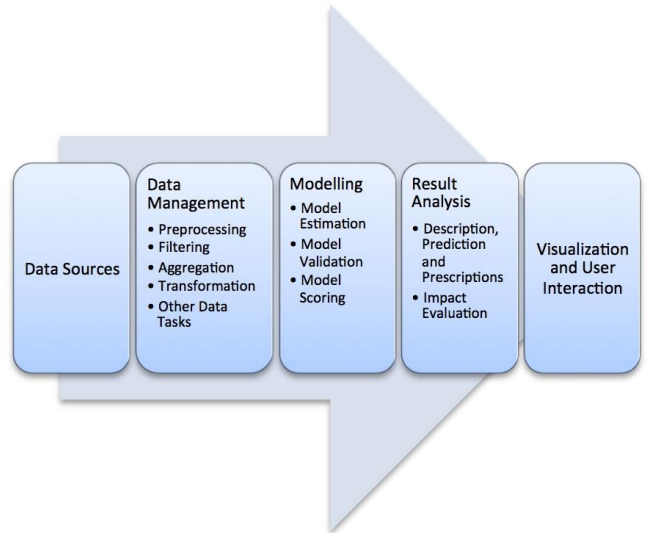 Data Sources
Data
Management
• Preprocessing
• Filtering
• Aggregation
• Transformation
• Other Data
Tasks
Modelling
• Model
Estimation
• Model
Validation
• Model
Scoring
Result
Analysis
• Description,
Prediction
and
Prescriptions
• Impact
Evaluation
Visualization
and User
Interaction